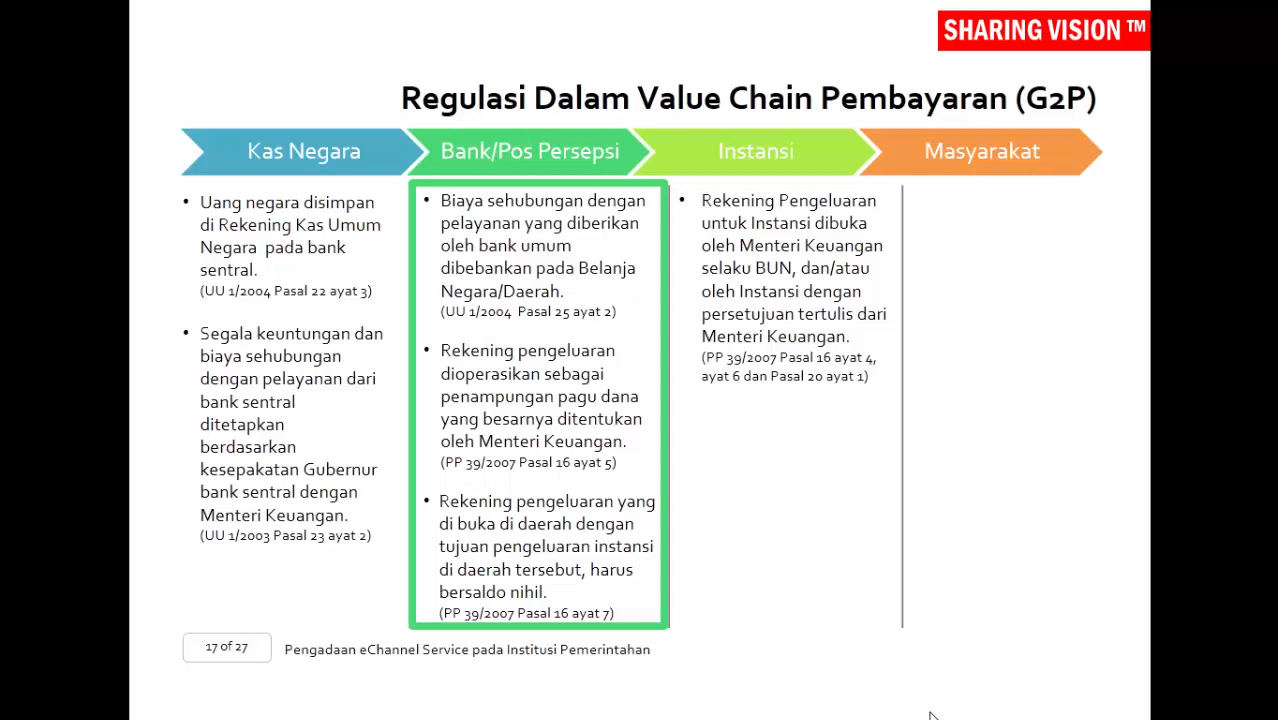 SHARING VISION ™
Regulasi Dalam Value Chain Pembayaran (G2P)
Kas Negara
Bank/Pos Persepsi
Instansi
Masyarakat
• Uang negara disimpan
di Rekening Kas Umum
Negara pada bank
sentral.
(UU 1/2004 Pasal 22 ayat 3)
• Segala keuntungan dan
biaya sehubungan
dengan pelayanan dari
bank sentral
ditetapkan
berdasarkan
kesepakatan Gubernur
bank sentral dengan
Menteri Keuangan.
(UU 1/2003 Pasal 23 ayat 2)
• Biaya sehubungan dengan
pelayanan yang diberikan
oleh bank umum
dibebankan pada Belanja
Negara/Daerah.
(UU 1/2004 Pasal 25 ayat 2)
• Rekening pengeluaran
dioperasikan sebagai
penampungan pagu dana
yang besarnya ditentukan
oleh Menteri Keuangan.
(PP 39/2007 Pasal 16 ayat 5)
• Rekening pengeluaran yang
di buka di daerah dengan
tujuan pengeluaran instansi
di daerah tersebut, harus
bersaldo nihil.
(PP 39/2007 Pasal 16 ayat 7)
• Rekening Pengeluaran
untuk Instansi dibuka
oleh Menteri Keuangan
selaku BUN, dan/atau
oleh Instansi dengan
persetujuan tertulis dari
Menteri Keuangan.
(PP 39/2007 Pasal 16 ayat 4,
ayat 6 dan Pasal 20 ayat 1)
17 of 27
Pengadaan eChannel Service pada Institusi Pemerintahan